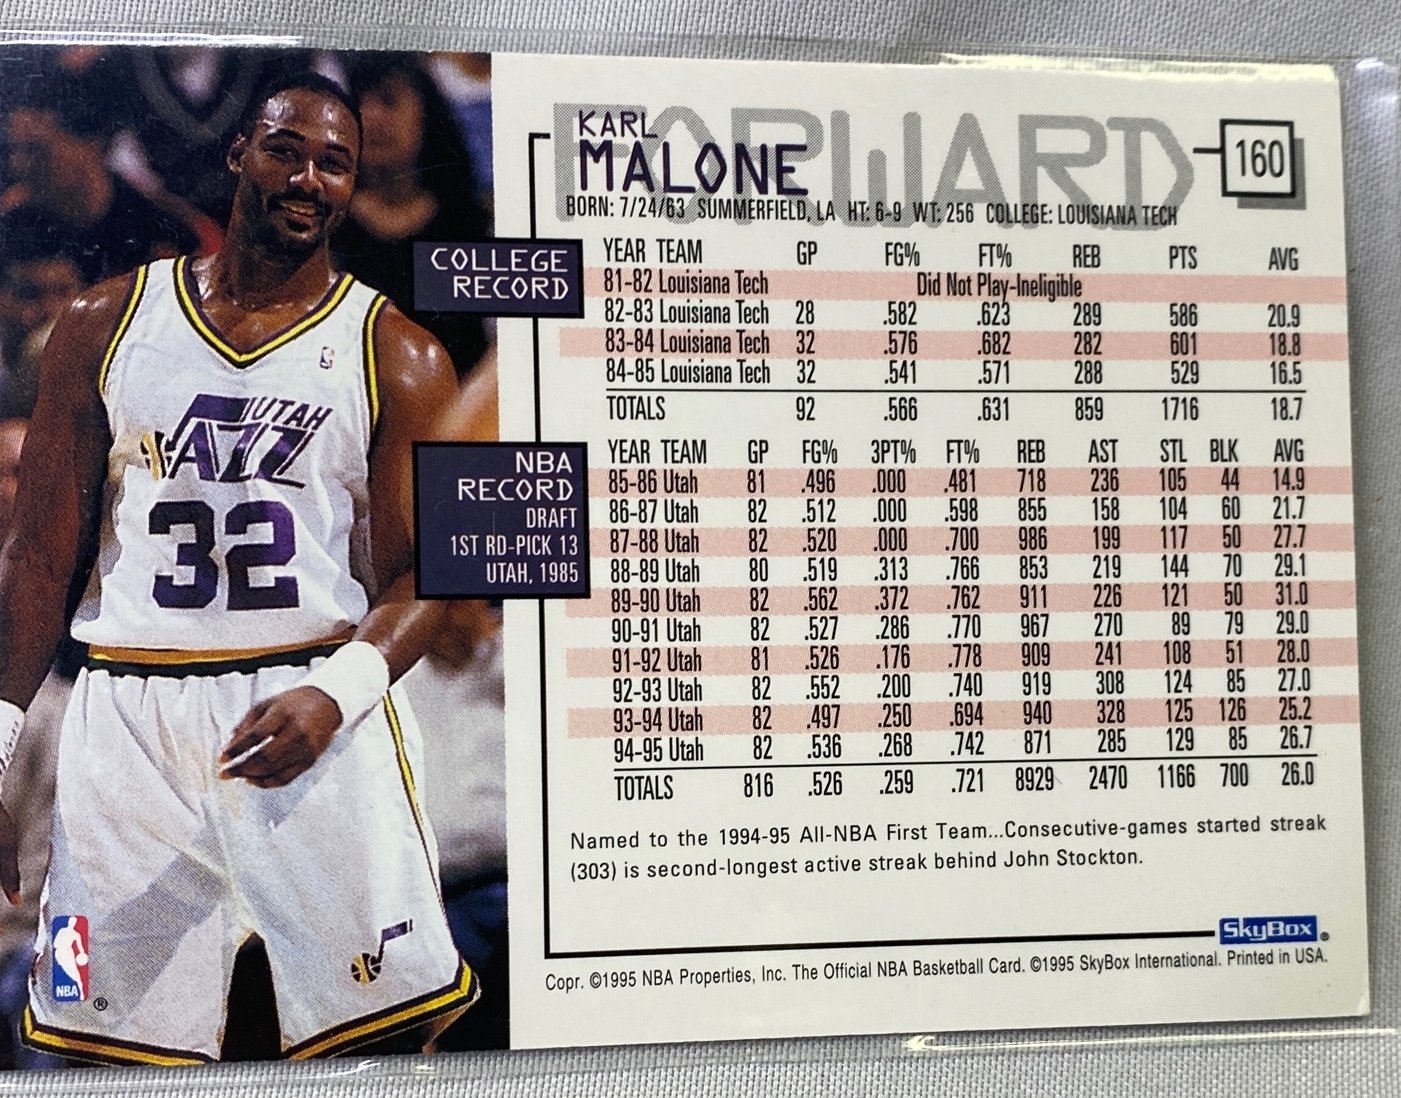 FORWARD
KARL
MALONE
160
BORN: 7/24/63 SUMMERFIELD, LA HT: 6-9 WT: 256 COLLEGE: LOUISIANA TECH
COLLEGE
RECORD
YEAR TEAM GP FG% FT% REB PTS AVG
81-82 Louisiana Tech Did Not Play-Ineligible
82-83 Louisiana Tech 28 .582 .623 289 586 20.9
83-84 Louisiana Tech 32 .576 .682 282 601 18.8
84-85 Louisiana Tech 32 .541 .571 288 529 16.5
TOTALS 92 .566 .631 859 1716 18.7
NBA
RECORD
DRAFT
1ST RD-PICK 13
UTAH, 1985
YEAR TEAM GP FG% 3PT% FT% REB AST STL BLK AVG
85-86 Utah 81 .496 .000 .481 718 236 105 44 14.9
86-87 Utah 82 .512 .000 .598 855 158 104 60 21.7
87-88 Utah 82 .520 .000 .700 986 199 117 50 27.7
88-89 Utah 80 .519 .313 .766 853 219 144 70 29.1
89-90 Utah 82 .562 .372 .762 911 226 121 50 31.0
90-91 Utah 82 .527 .286 .770 967 270 89 79 29.0
91-92 Utah 81 .526 .176 .778 909 241 108 51 28.0
92-93 Utah 82 .552 .200 .740 919 308 124 85 27.0
93-94 Utah 82 .497 .250 .694 940 328 125 126 25.2
94-95 Utah 82 .536 .268 .742 871 285 129 85 26.7
TOTALS 816 .526 .259 .721 8929 2470 1166 700 26.0
Named to the 1994-95 All-NBA First Team...Consecutive-games started streak
(303) is second-longest active streak behind John Stockton.
SkyBox®
Copr. ©1995 NBA Properties, Inc. The Official NBA Basketball Card. ©1995 SkyBox International. Printed in USA.
UTAH
JAZZ
32
NBA
®